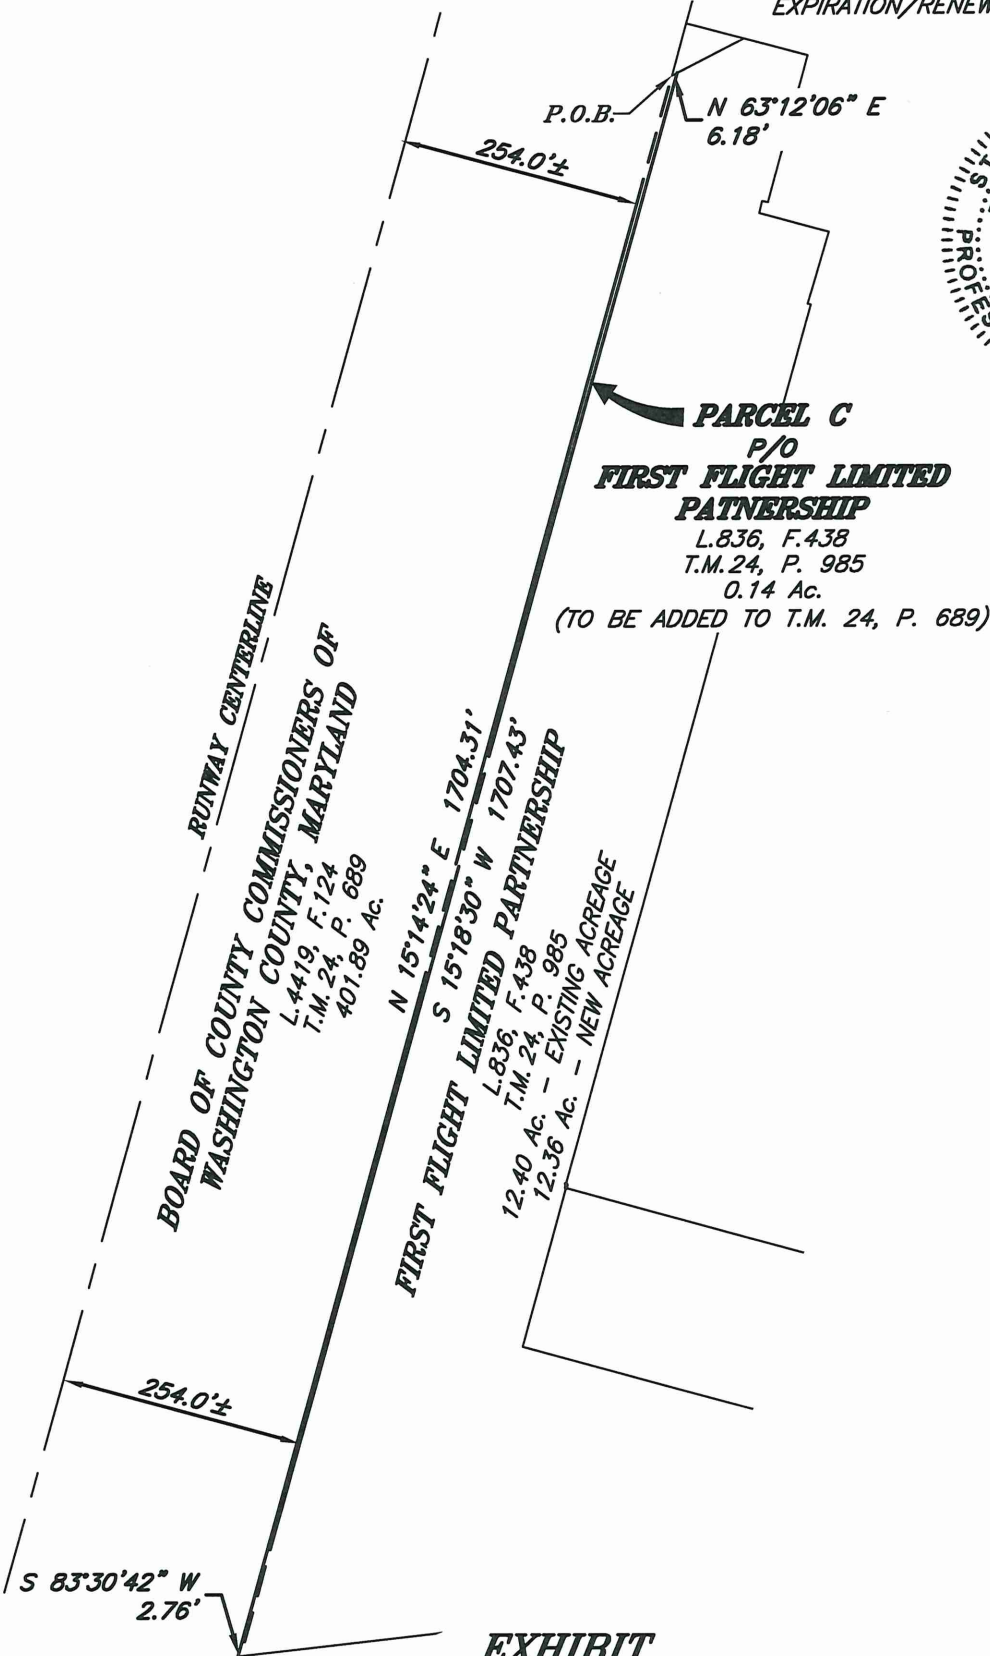 EXPIRATION/RENEW
P.O.B.
N 63°12'06" E
6.18'
254.0'±
PROFES
PARCEL C
P/O
FIRST FLIGHT LIMITED
PATNERSHIP
L.836, F.438
T.M.24, P. 985
0.14 Ac.
(TO BE ADDED TO T.M. 24, P. 689)
RUNWAY CENTERLINE
BOARD OF COUNTY COMMISSIONERS OF
WASHINGTON COUNTY, MARYLAND
L.4419, F.124
T.M. 24, P. 689
401.89 Ac.
N 15°14'24" E 1704.31'
S 15°18'30" W 1707.43'
FIRST FLIGHT LIMITED PARTNERSHIP
L.836, F.438
T.M. 24, P. 985
12.40 Ac. - EXISTING ACREAGE
12.36 Ac. - NEW ACREAGE
254.0'±
S 83°30'42" W
2.76'
EXHIBIT